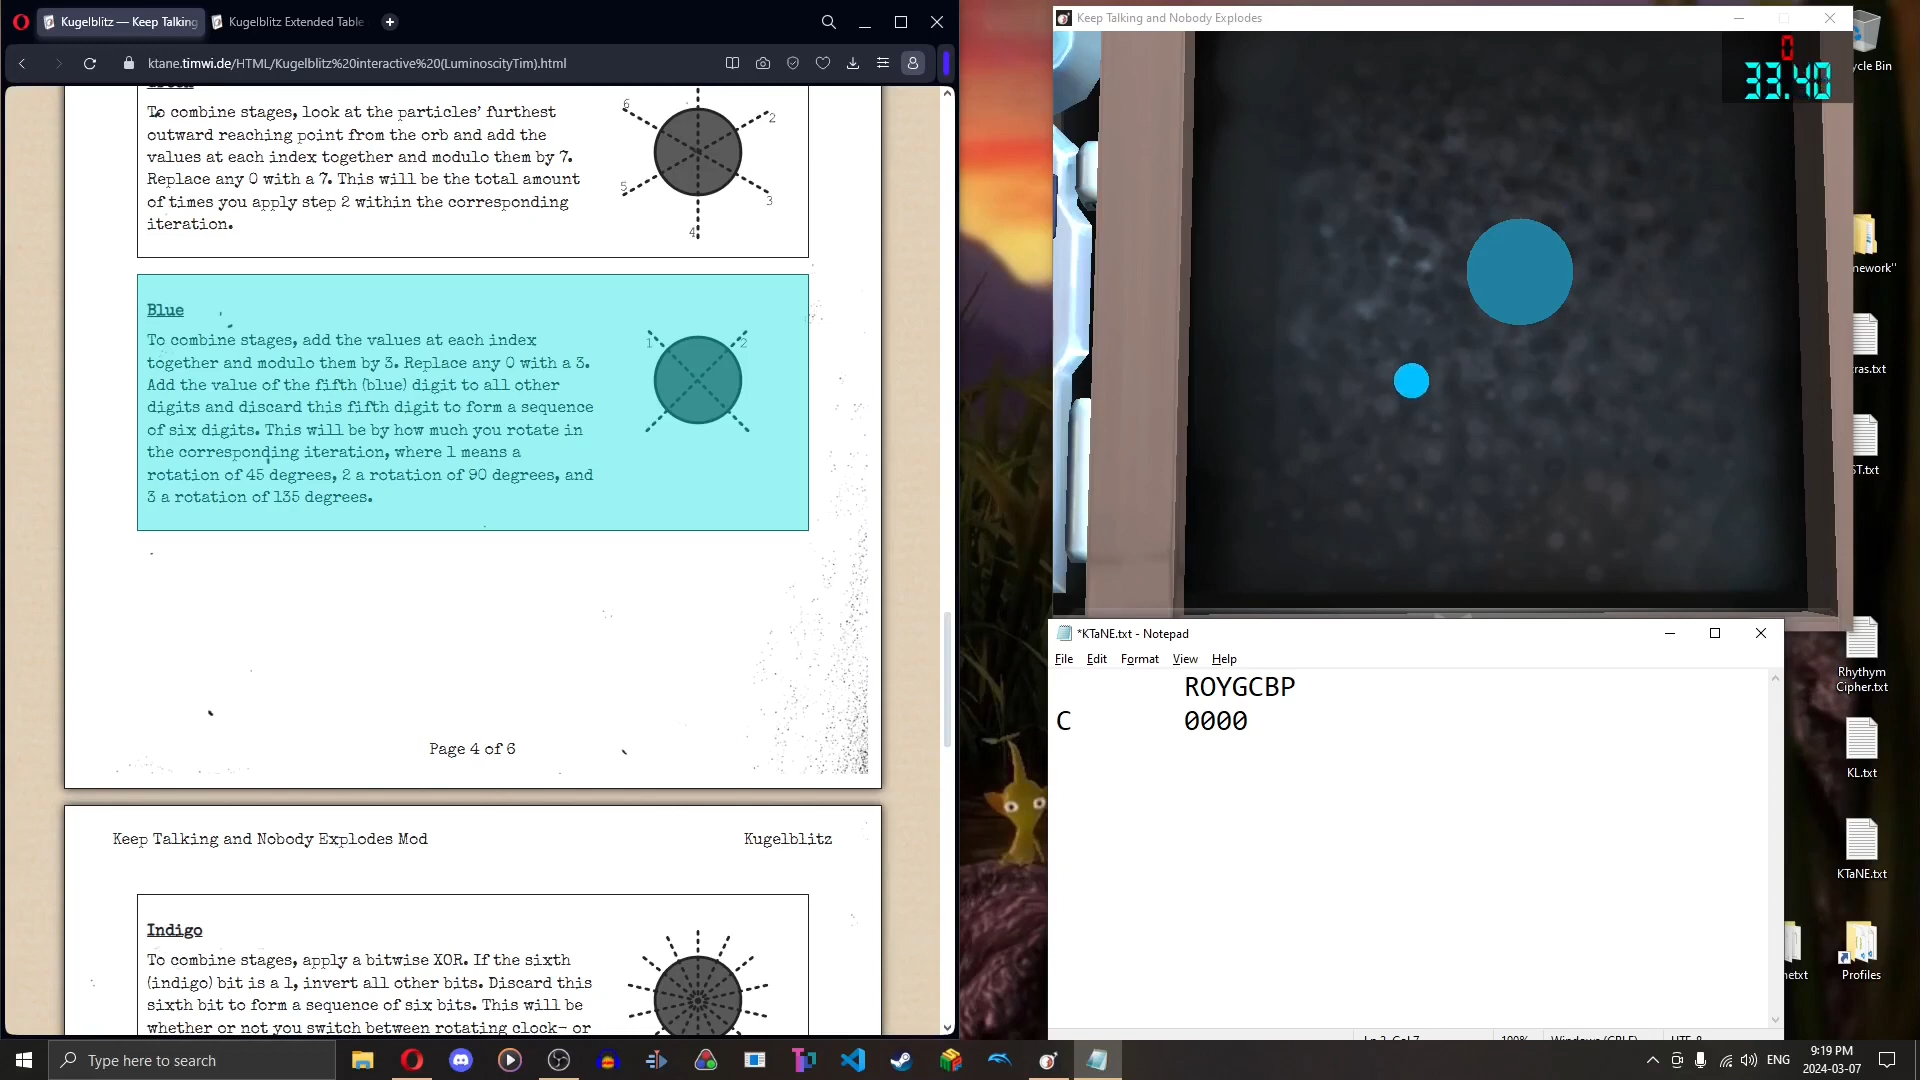 Kugelblitz — Keep Talking
Kugelblitz Extended Table
ktane.timwi.de/HTML/Kugelblitz%20interactive%20(LuminoscityTim).html
To combine stages, look at the particles’ furthest
outward reaching point from the orb and add the
values at each index together and modulo them by 7.
Replace any 0 with a 7. This will be the total amount
of times you apply step 2 within the corresponding
iteration.
6
2
5
3
4
Blue
To combine stages, add the values at each index
together and modulo them by 3. Replace any 0 with a 3.
Add the value of the fifth (blue) digit to all other
digits and discard this fifth digit to form a sequence
of six digits. This will be by how much you rotate in
the corresponding iteration, where 1 means a
rotation of 45 degrees, 2 a rotation of 90 degrees, and
3 a rotation of 135 degrees.
1
2
Page 4 of 6
Keep Talking and Nobody Explodes Mod
Kugelblitz
Indigo
To combine stages, apply a bitwise XOR. If the sixth
(indigo) bit is a 1, invert all other bits. Discard this
sixth bit to form a sequence of six bits. This will be
whether or not you switch between rotating clock- or
Keep Talking and Nobody Explodes
0
33.40
*KTaNE.txt - Notepad
File Edit Format View Help
ROYGCBP
C 0000
100%
ycle Bin
mework"
tras.txt
ST.txt
Rhythym
Cipher.txt
KL.txt
KTaNE.txt
Profiles
Type here to search
ENG
9:19 PM
2024-03-07